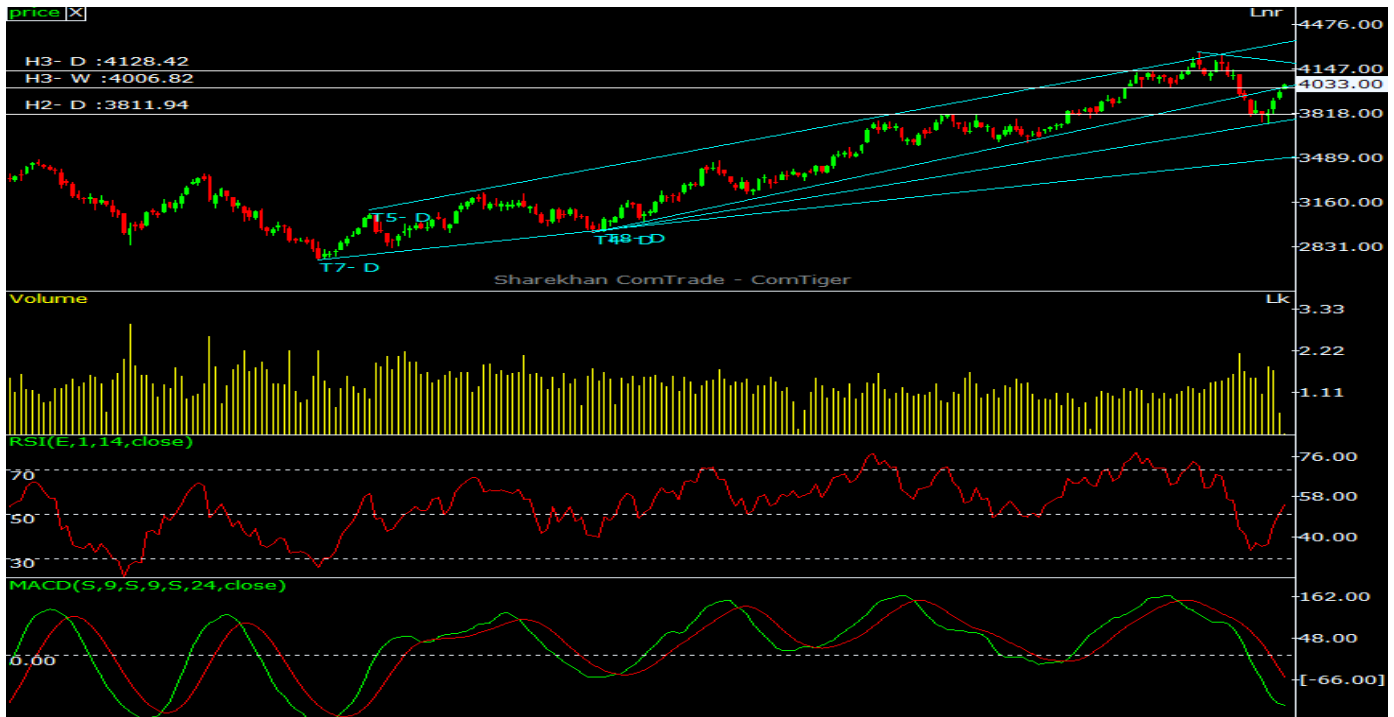 price X
Lnr
4476.00
H3- D :4128.42
4147.00
H3- W :4006.82
4033.00
H2- D :3811.94
3818.00
3489.00
3160.00
T5- D
2831.00
T7- D
Sharekhan ComTrade - ComTiger
Volume
Lk
3.33
2.22
1.11
RSI(E,1,14,close)
76.00
70
58.00
50
40.00
30
MACD(S,9,S,9,S,24,close)
162.00
48.00
0.00
[-66.00]